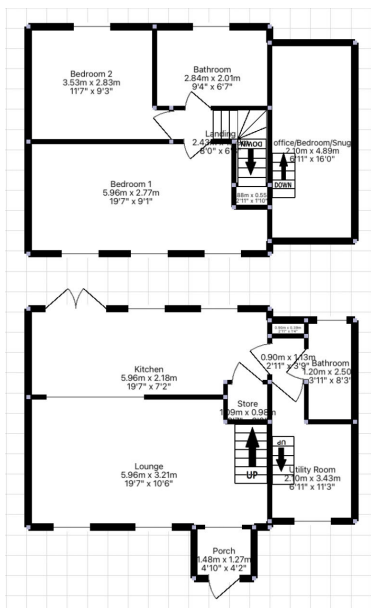 Bedroom 2
3.53m x 2.83m
11'7" x 9'3"
Bathroom
2.84m x 2.01m
9'4" x 6'7"
Landing
DOWN
office/Bedroom/Snug
2.10m x 4.89m
6'11" x 16'0"
DOWN
Bedroom 1
5.96m x 2.77m
19'7" x 9'1"
2'11" x 1'10"
Kitchen
5.96m x 2.18m
19'7" x 7'2"
0.90m x 1.13m
2'11" x 3'9"
Bathroom
1.20m x 2.50
3'11" x 8'3"
Store
1.09m x 0.98m
Lounge
5.96m x 3.21m
19'7" x 10'6"
UP
UP
Utility Room
2.10m x 3.43m
6'11" x 11'3"
Porch
1.48m x 1.27m
4'10" x 4'2"